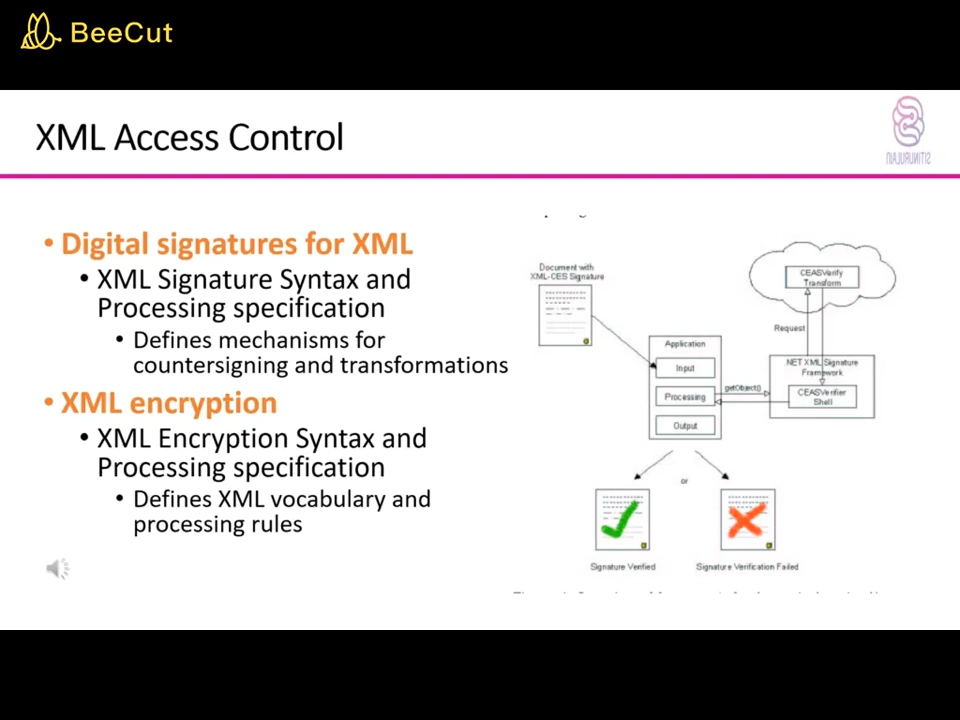 BeeCut
XML Access Control
SITINURULAIN
• Digital signatures for XML
• XML Signature Syntax and
Processing specification
• Defines mechanisms for
countersigning and transformations
• XML encryption
• XML Encryption Syntax and
Processing specification
• Defines XML vocabulary and
processing rules
Document with
XML-CES Signature
CEASVerify
Transform
Request
Application
Input
Processing
Output
getObject()
.NET XML Signature
Framework
CEASVerifier
Shell
or
Signature Verified
Signature Verification Failed